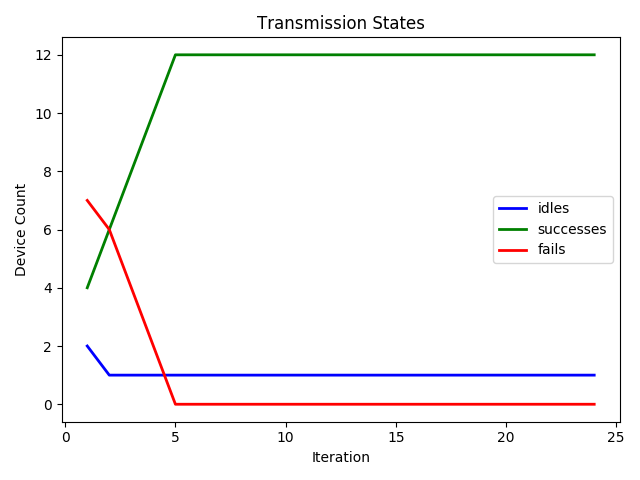 Transmission States
Device Count
12
10
8
6
4
2
0
idles
successes
fails
0 5 10 15 20 25
Iteration